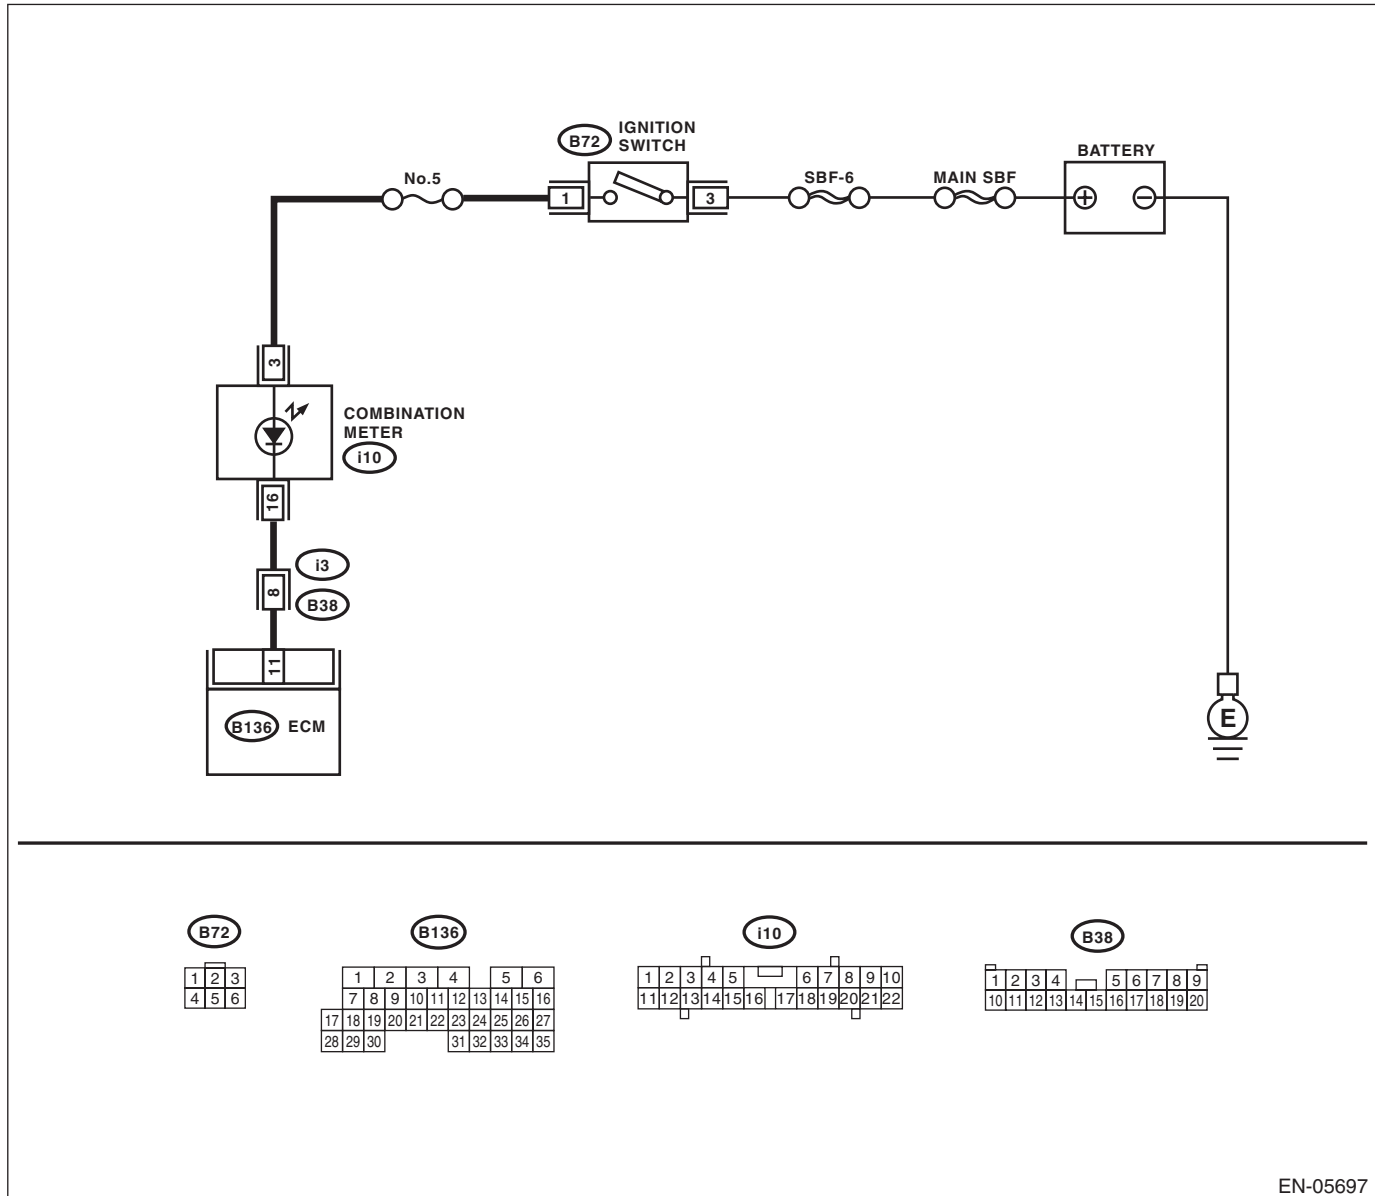 B72
IGNITION
SWITCH
No.5
1
3
SBF-6
MAIN SBF
BATTERY
+
−
3
COMBINATION
METER
i10
16
i3
8
B38
11
B136 ECM
E
B72
1 2 3
4 5 6
B136
1 2 3 4 5 6
7 8 9 10 11 12 13 14 15 16
17 18 19 20 21 22 23 24 25 26 27
28 29 30 31 32 33 34 35
i10
1 2 3 4 5 6 7 8 9 10
11 12 13 14 15 16 17 18 19 20 21 22
B38
1 2 3 4 5 6 7 8 9
10 11 12 13 14 15 16 17 18 19 20
EN-05697